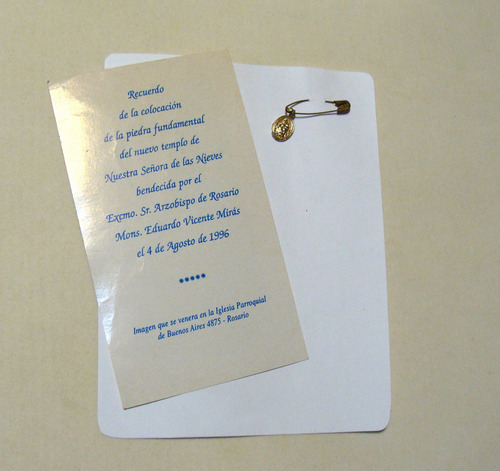 Recuerdo
de la colocación
de la piedra fundamental
del nuevo templo de
Nuestra Señora de las Nieves
bendecida por el
Excmo. Sr. Arzobispo de Rosario
Mons. Eduardo Vicente Mirás
el 4 de Agosto de 1996
*****
Imagen que se venera en la Iglesia Parroquial
de Buenos Aires 4875 - Rosario